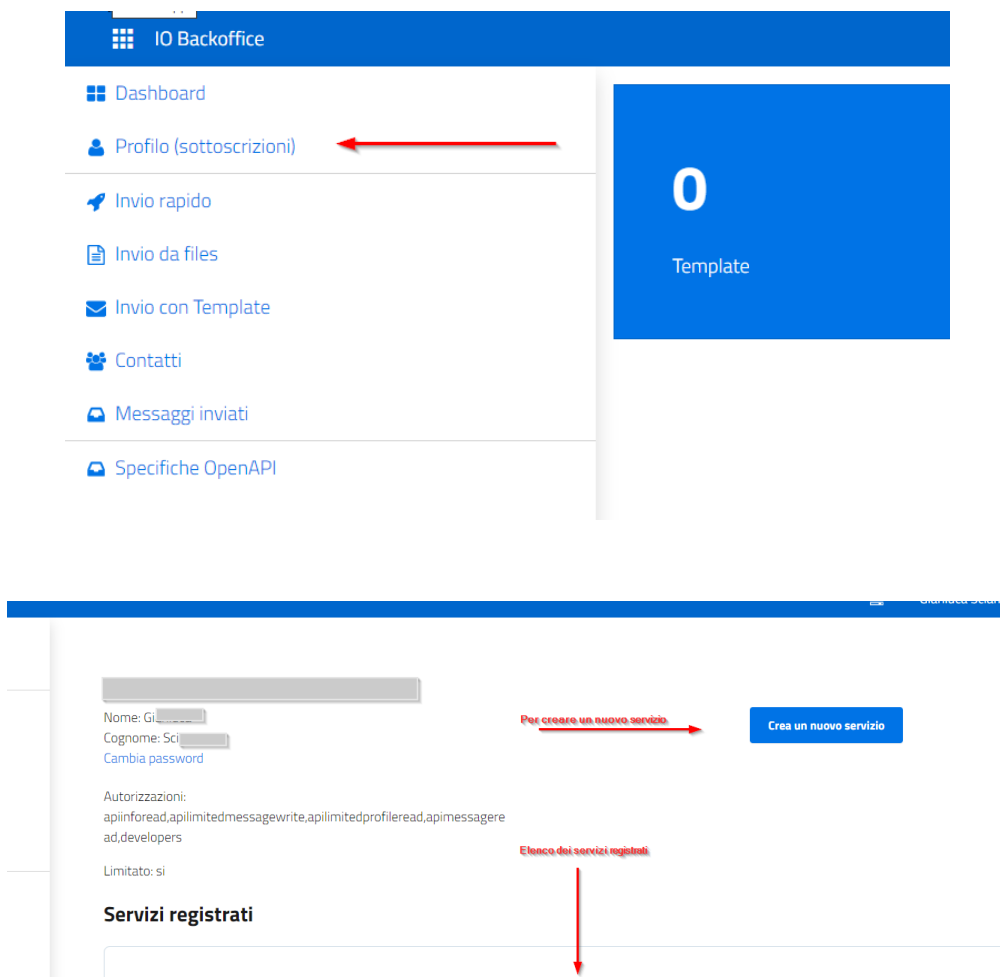 IO Backoffice
Dashboard
Profilo (sottoscrizioni)
Invio rapido
Invio da files
Invio con Template
Contatti
Messaggi inviati
Specifiche OpenAPI
0
Template
Nome: Gi
Cognome: Sci
Cambia password
Per creare un nuovo servizio
Crea un nuovo servizio
Autorizzazioni:
apiinforead,apilimitedmessagewrite,apilimitedprofileread,apimessagere
ad,developers
Elenco dei servizi registrati
Limitato: si
Servizi registrati